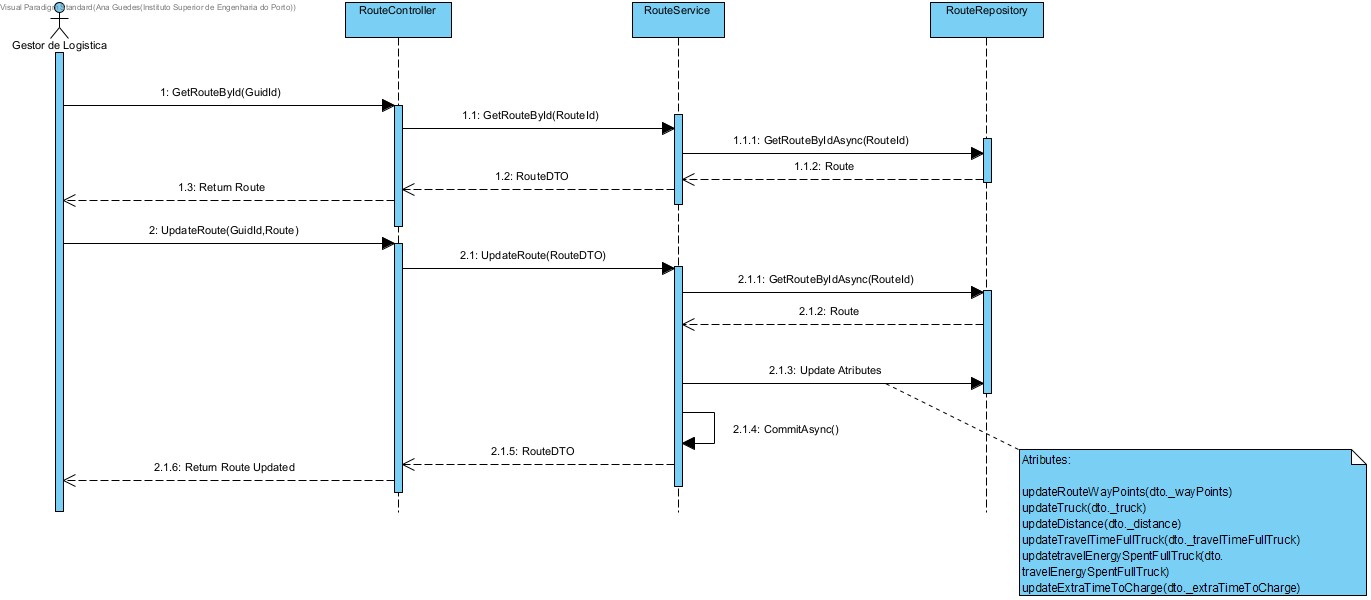 Visual Paradigm Standard(Ana Guedes(Instituto Superior de Engenharia do Porto))
RouteController
RouteService
RouteRepository
Gestor de Logistica
1: GetRouteById(GuidId)
1.1: GetRouteById(RouteId)
1.1.1: GetRouteByIdAsync(RouteId)
1.1.2: Route
1.2: RouteDTO
1.3: Return Route
2: UpdateRoute(GuidId,Route)
2.1: UpdateRoute(RouteDTO)
2.1.1: GetRouteByIdAsync(RouteId)
2.1.2: Route
2.1.3: Update Atributes
2.1.4: CommitAsync()
2.1.5: RouteDTO
2.1.6: Return Route Updated
Atributes:
updateRouteWayPoints(dto._wayPoints)
updateTruck(dto._truck)
updateDistance(dto._distance)
updateTravelTimeFullTruck(dto._travelTimeFullTruck)
updatetravelEnergySpentFullTruck(dto.
travelEnergySpentFullTruck)
updateExtraTimeToCharge(dto._extraTimeToCharge)